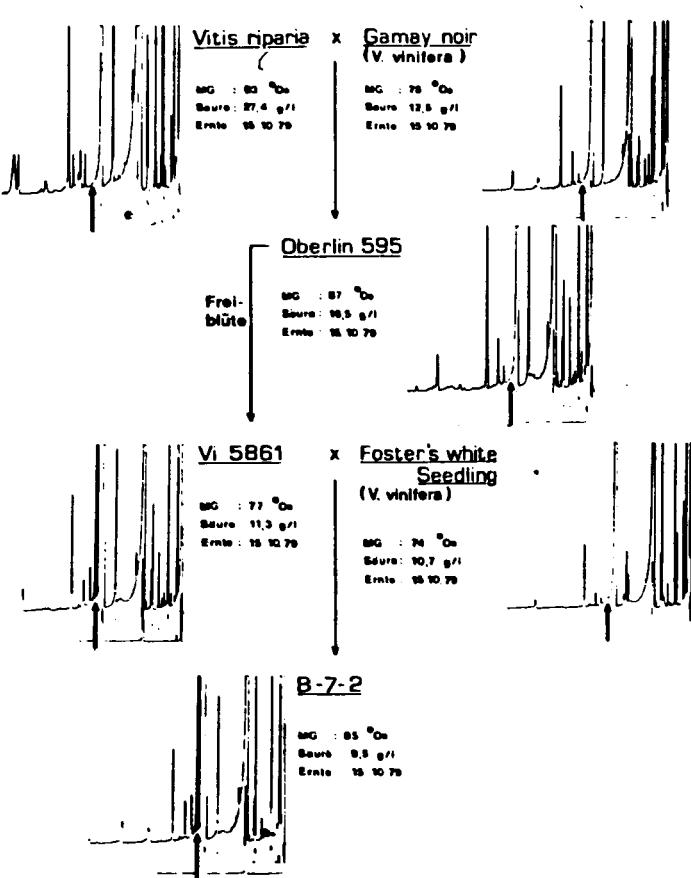 Vitis riparia x Gamay noir
(V. vinifera)
MG : 93 °Oe
Säure : 27,4 g/l
Ernte : 15 10 79
MG : 75 °Oe
Säure : 12,5 g/l
Ernte : 15 10 79
Oberlin 595
Frei-
blüte
MG : 87 °Oe
Säure : 16,5 g/l
Ernte : 15 10 79
Vi 5861 x Foster's white
Seedling
(V. vinifera)
MG : 77 °Oe
Säure 11,3 g/l
Ernte : 15 10 79
MG : 74 °Oe
Säure : 10,7 g/l
Ernte : 15 10 79
B-7-2
MG : 85 °Oe
Säure 9,5 g/l
Ernte 15 10 79